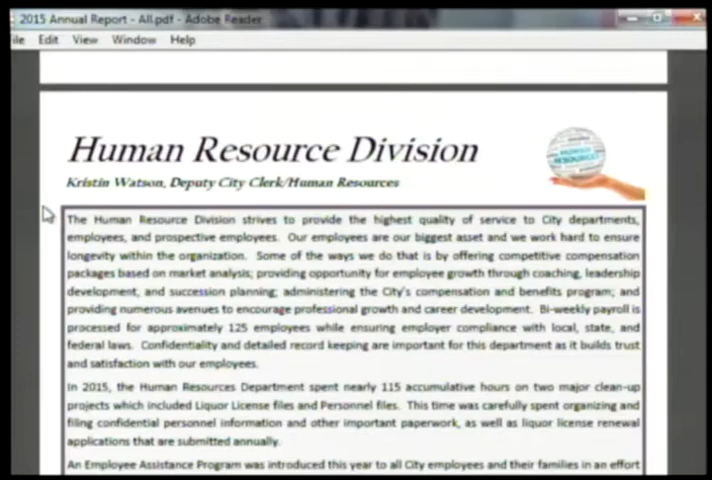 2015 Annual Report - All.pdf - Adobe Reader
ile Edit View Window Help
Human Resource Division
HUMAN RESOURCES
Kristin Watson, Deputy City Clerk/Human Resources
The Human Resource Division strives to provide the highest quality of service to City departments,
employees, and prospective employees. Our employees are our biggest asset and we work hard to ensure
longevity within the organization. Some of the ways we do that is by offering competitive compensation
packages based on market analysis; providing opportunity for employee growth through coaching, leadership
development, and succession planning; administering the City's compensation and benefits program; and
providing numerous avenues to encourage professional growth and career development. Bi-weekly payroll is
processed for approximately 125 employees while ensuring employer compliance with local, state, and
federal laws. Confidentiality and detailed record keeping are important for this department as it builds trust
and satisfaction with our employees.
In 2015, the Human Resources Department spent nearly 115 accumulative hours on two major clean-up
projects which included Liquor License files and Personnel files. This time was carefully spent organizing and
filing confidential personnel information and other important paperwork, as well as liquor license renewal
applications that are submitted annually.
An Employee Assistance Program was introduced this year to all City employees and their families in an effort